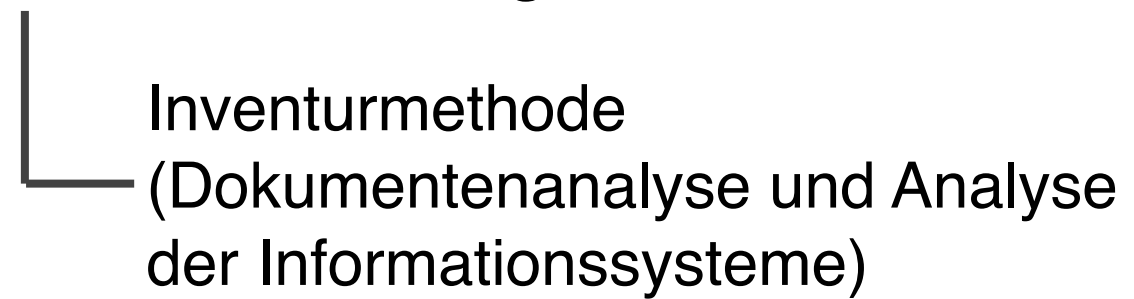 Inventurmethode
(Dokumentenanalyse und Analyse
der Informationssysteme)